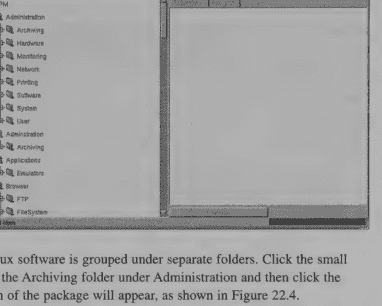 PM
Administration
Archiving
Hardware
Monitoring
Network
Printing
Software
System
User
Administration
Archiving
Applications
Emulators
Browser
FTP
FileSystem
ux software is grouped under separate folders. Click the small
the Archiving folder under Administration and then click the
n of the package will appear, as shown in Figure 22.4.